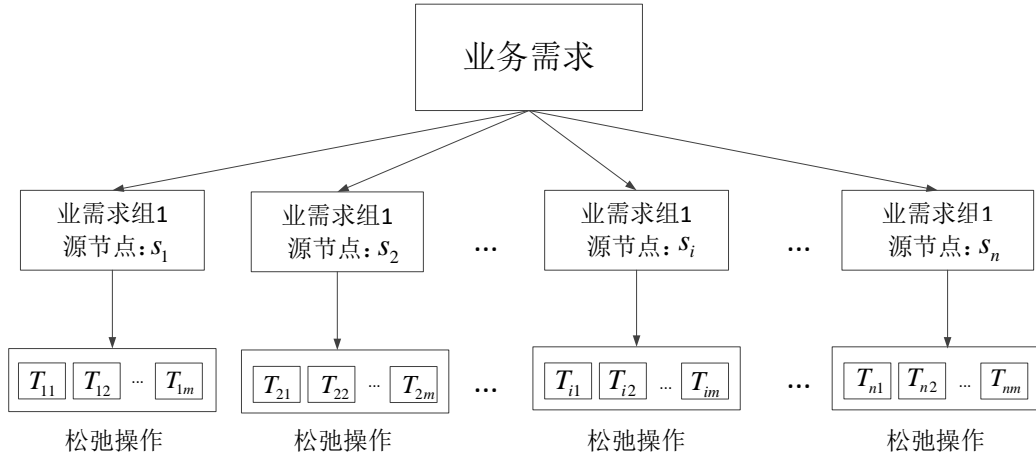 业务需求
业需求组1
源节点: s₁
业需求组1
源节点: s₂
...
业需求组1
源节点: sᵢ
...
业需求组1
源节点: sₙ
T₁₁ T₁₂ ... T₁ₘ
T₂₁ T₂₂ ... T₂ₘ
...
Tᵢ₁ Tᵢ₂ ... Tᵢₘ
...
Tₙ₁ Tₙ₂ ... Tₙₘ
松弛操作
松弛操作
松弛操作
松弛操作